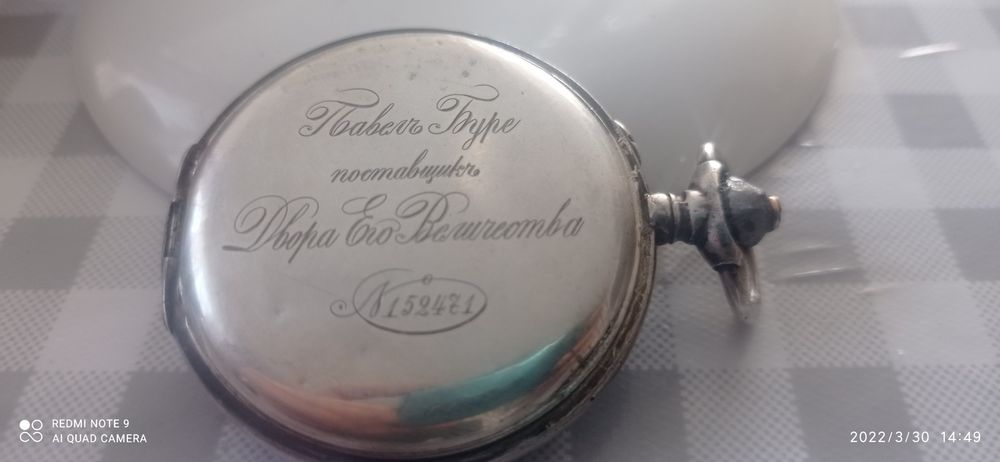 Павелъ Буре
поставщикъ
Двора Его Величества
№152471
REDMI NOTE 9
AI QUAD CAMERA
2022/3/30 14:49